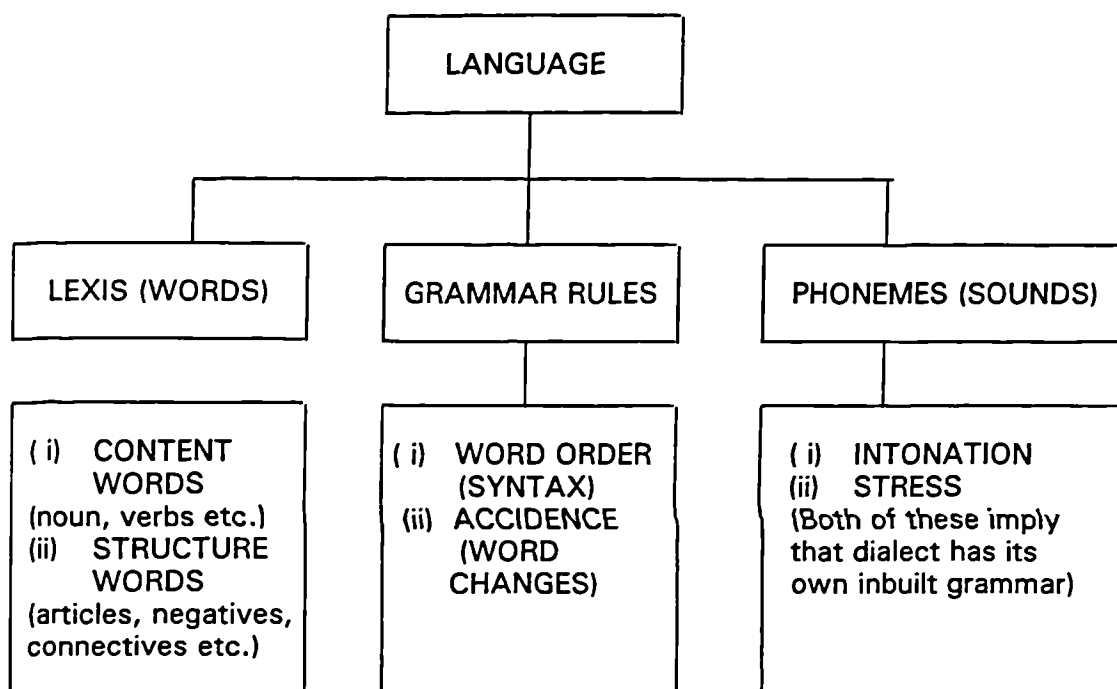 LANGUAGE
LEXIS (WORDS)
GRAMMAR RULES
PHONEMES (SOUNDS)
( i) CONTENT
WORDS
(noun, verbs etc.)
(ii) STRUCTURE
WORDS
(articles, negatives,
connectives etc.)
( i) WORD ORDER
(SYNTAX)
(ii) ACCIDENCE
(WORD
CHANGES)
( i) INTONATION
(ii) STRESS
(Both of these imply
that dialect has its
own inbuilt grammar)